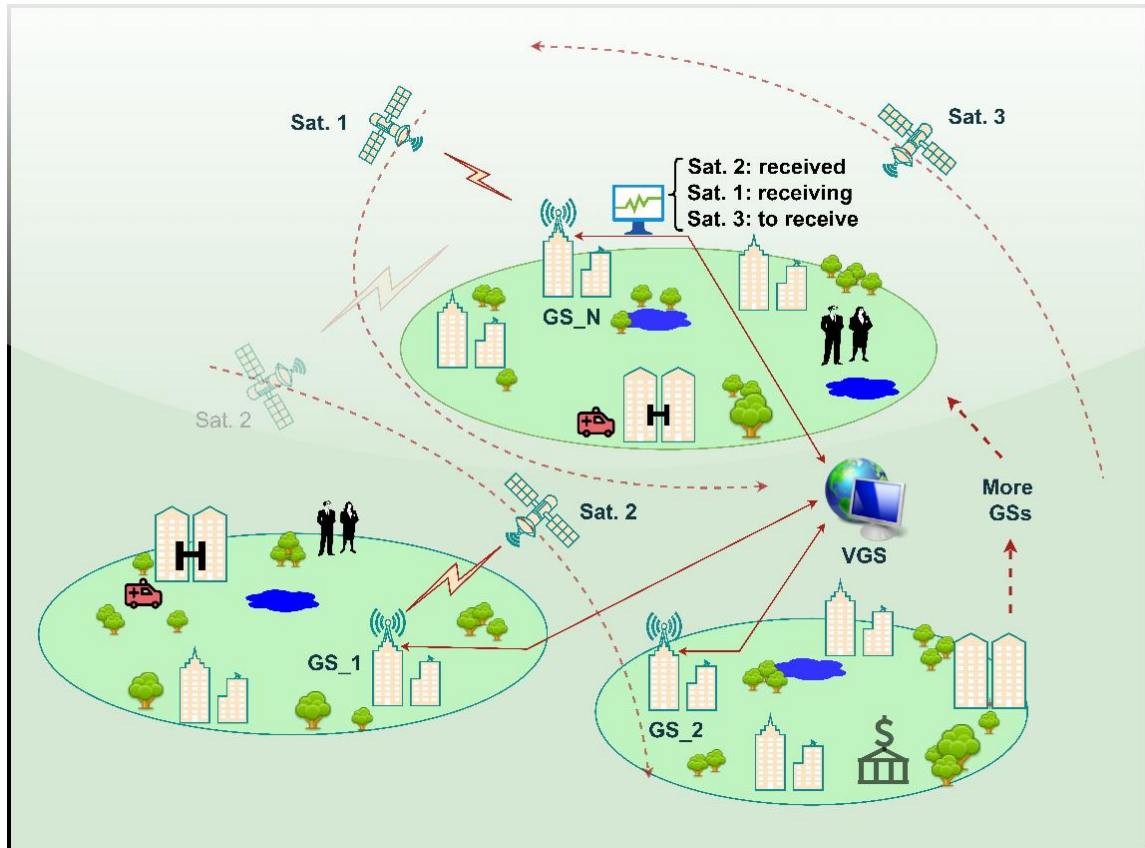 Sat. 1
Sat. 3
Sat. 2: received
Sat. 1: receiving
Sat. 3: to receive
GS_N
Sat. 2
H
More
GSs
Sat. 2
VGS
H
GS_1
GS_2
$